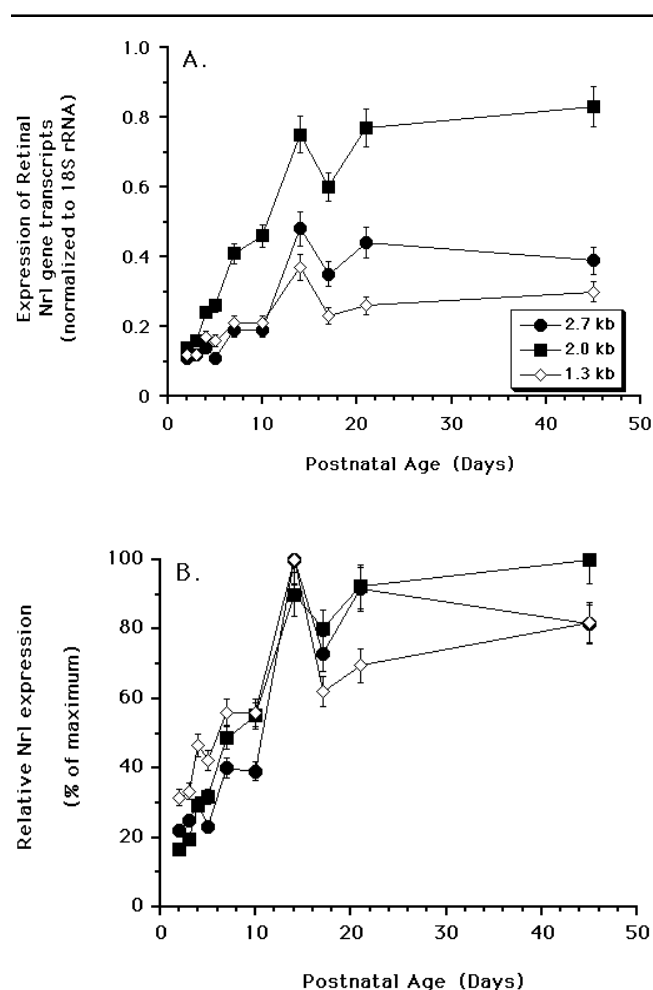 A.
Expression of Retinal
Nrl gene transcripts
(normalized to 18S rRNA)
1.0
0.8
0.6
0.4
0.2
0
2.7 kb
2.0 kb
1.3 kb
0
10
20
30
40
50
Postnatal Age (Days)
B.
Relative Nrl expression
(% of maximum)
100
80
60
40
20
0
0
10
20
30
40
50
Postnatal Age (Days)